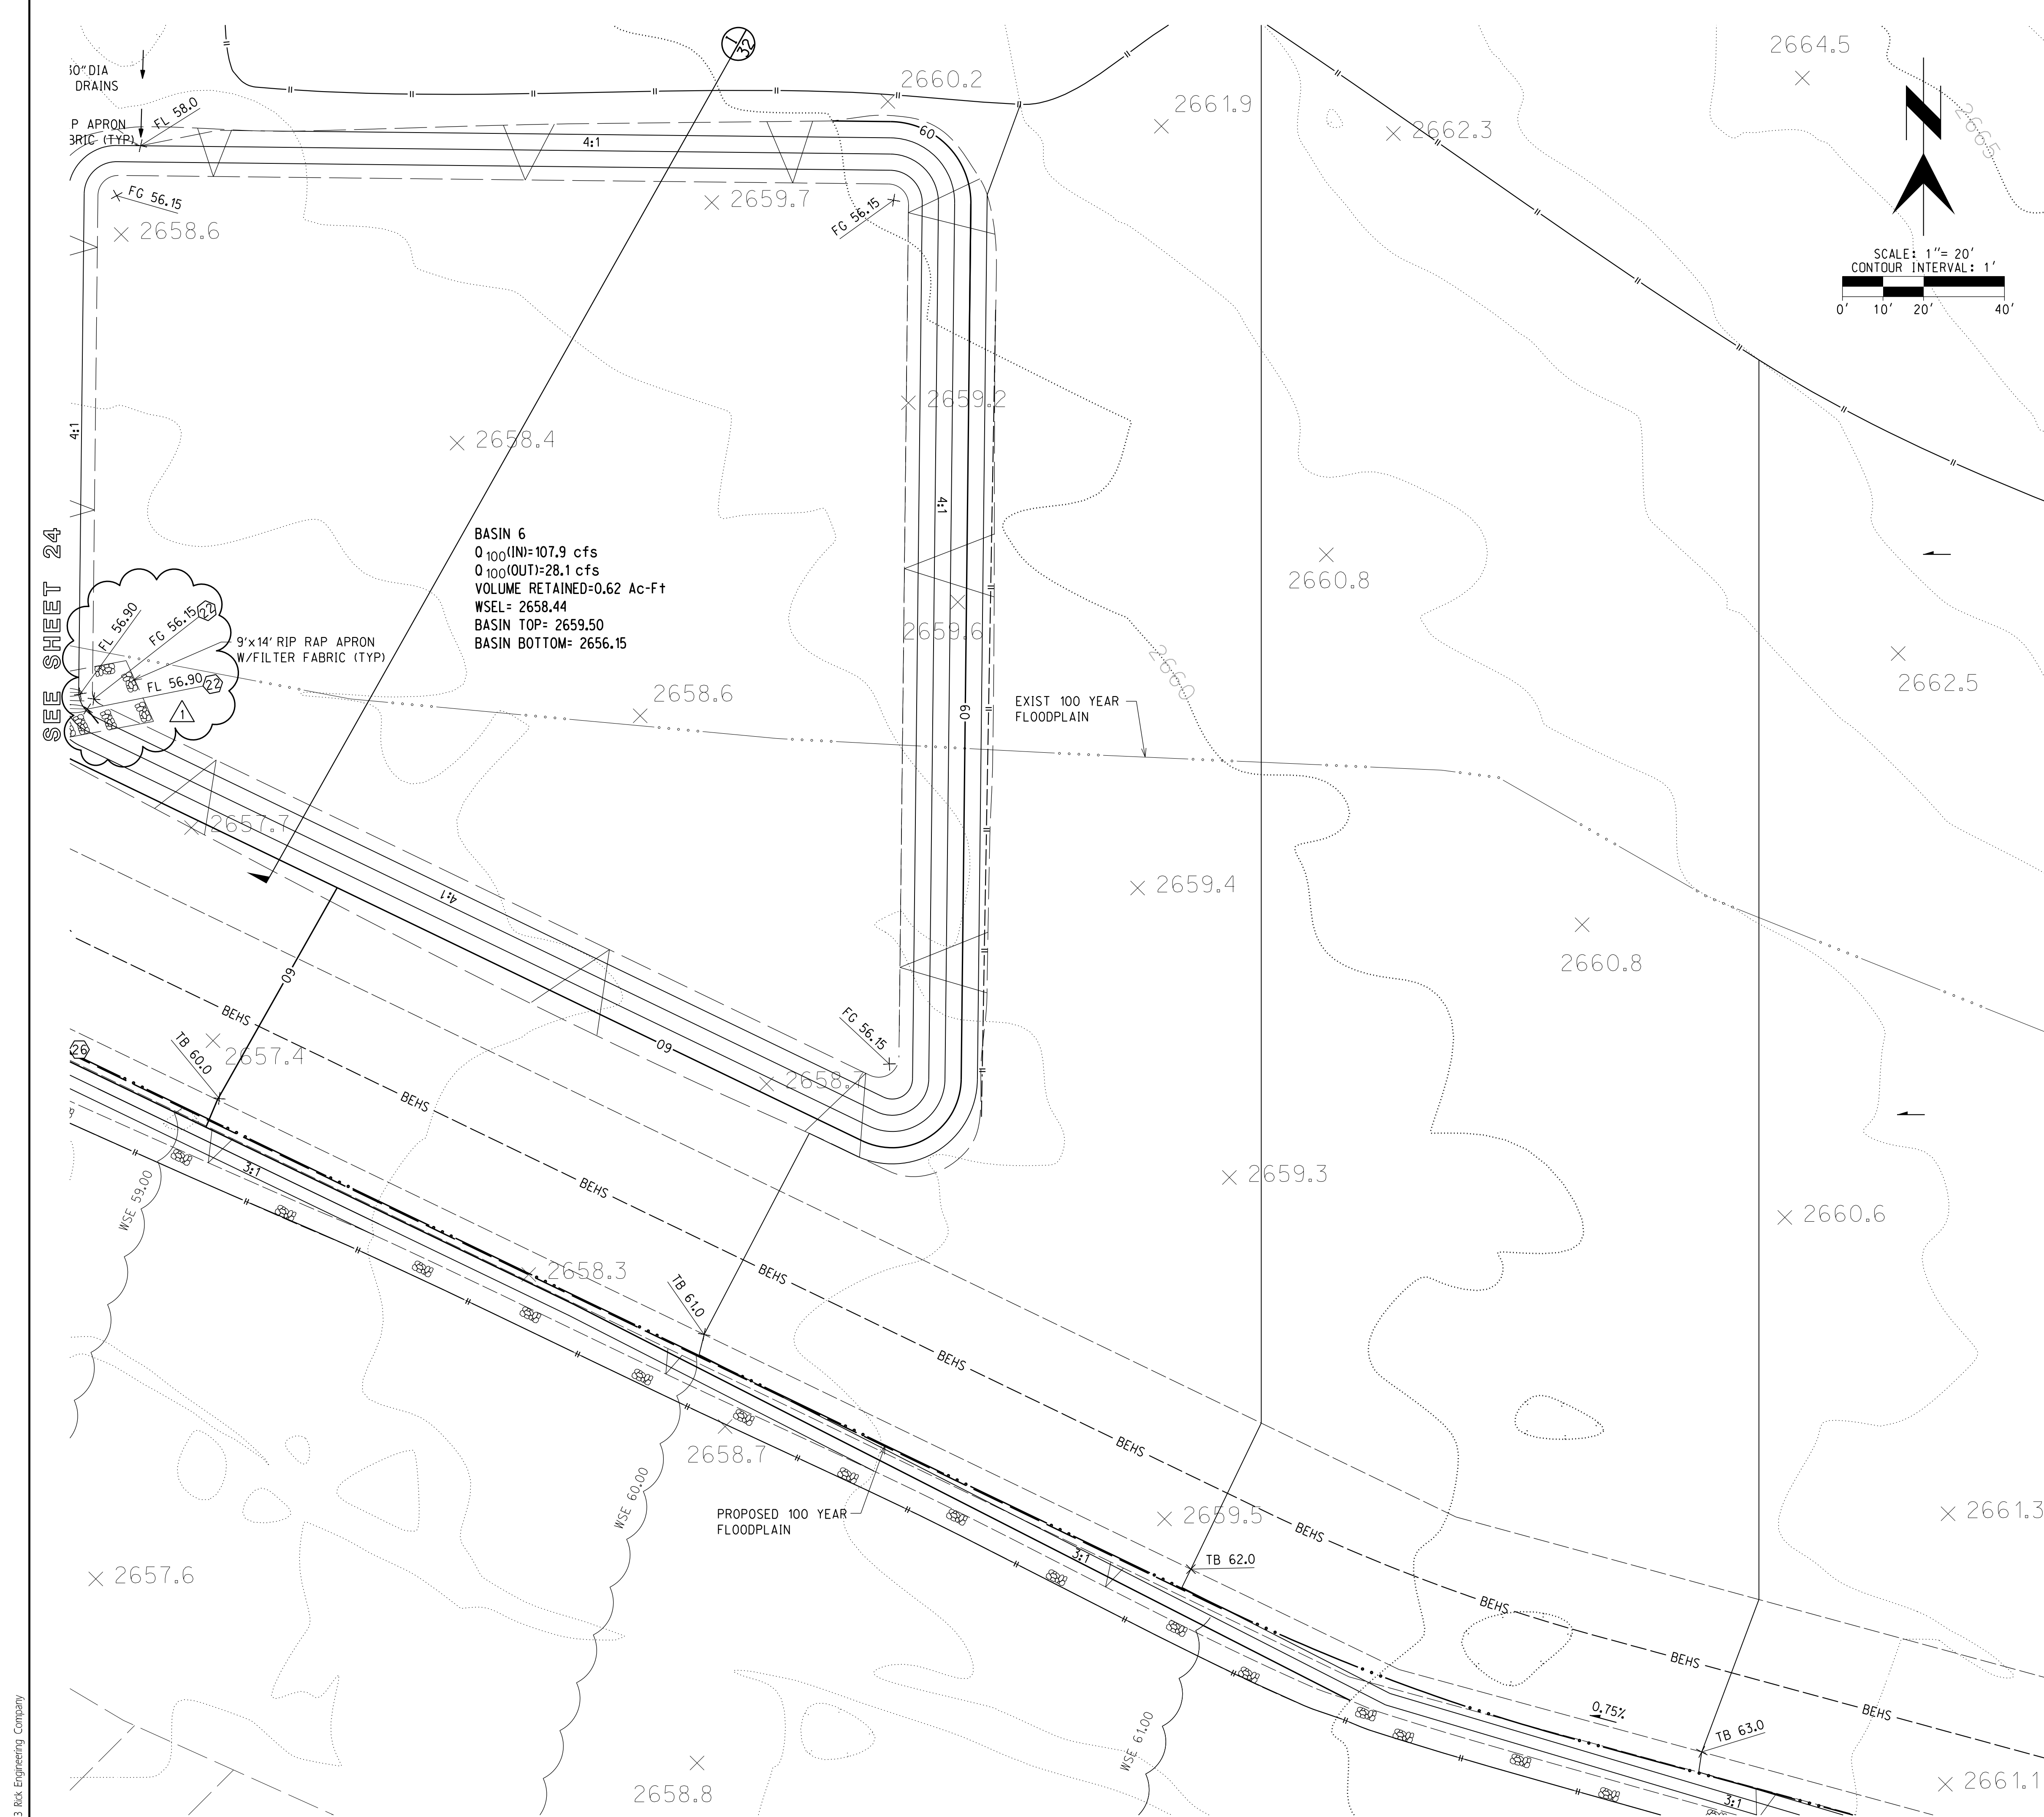 30" DIA
DRAINS
P APRON
BRIC (TYP)
FL 58.0
1
32
2660.2
2661.9
2662.3
2664.5
2665
N
SCALE: 1"= 20'
CONTOUR INTERVAL: 1'
0' 10' 20' 40'
4:1
60
FG 56.15
2658.6
2659.7
FG 56.15
4:1
2658.4
2659.2
4:1
SEE SHEET 24
BASIN 6
Q100(IN)=107.9 cfs
Q100(OUT)=28.1 cfs
VOLUME RETAINED=0.62 Ac-Ft
WSEL= 2658.44
BASIN TOP= 2659.50
BASIN BOTTOM= 2656.15
2659.6
2660.8
FL 56.90
FG 56.15 22
9'x14' RIP RAP APRON
W/FILTER FABRIC (TYP)
FL 56.90 22
1
2658.6
60
EXIST 100 YEAR
FLOODPLAIN
2660
2662.5
2657.7
4:1
2659.4
2660.8
60
BEHS
TB 60.0
2657.4
26
60
FG 56.15
2658.7
BEHS
BEHS
3:1
WSE 59.00
2659.3
2660.6
2658.3
TB 61.0
BEHS
BEHS
2658.7
WSE 60.00
PROPOSED 100 YEAR
FLOODPLAIN
BEHS
2659.5
BEHS
2661.3
3:1
TB 62.0
2657.6
BEHS
BEHS
WSE 61.00
0.75%
BEHS
TB 63.0
2658.8
2661.1
3:1
3 Rick Engineering Company